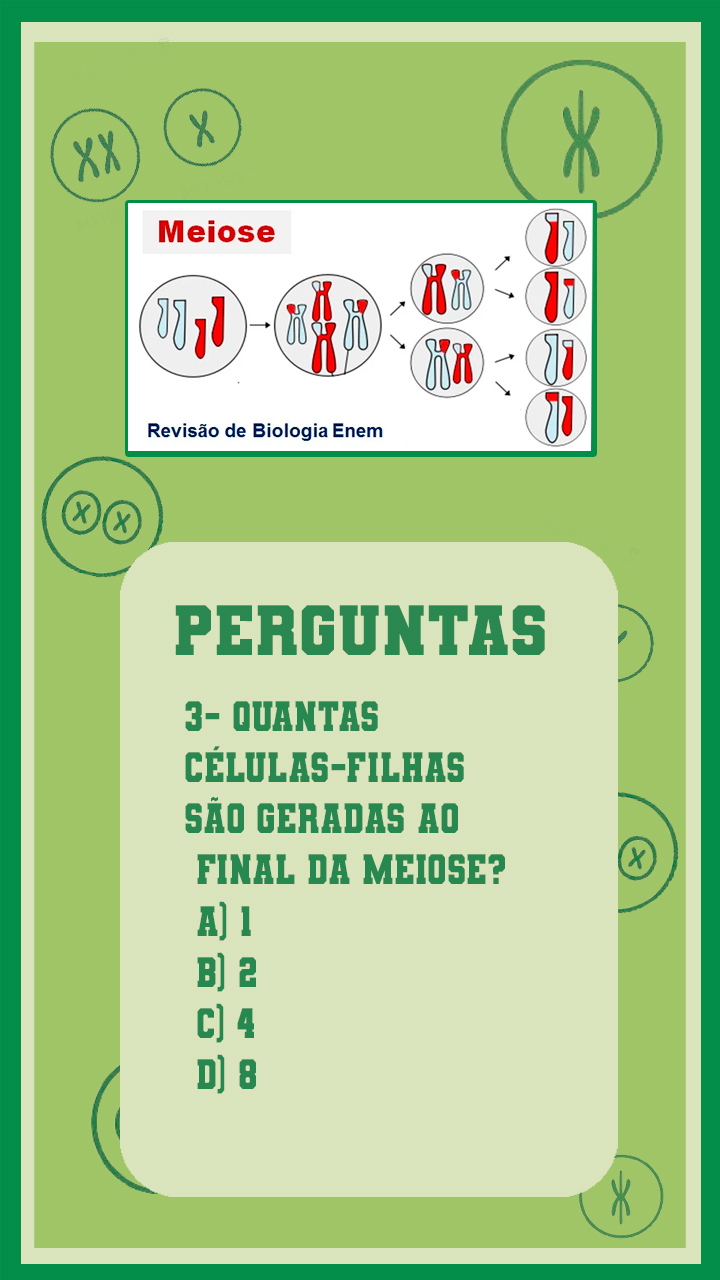 Meiose
Revisão de Biologia Enem
PERGUNTAS
3- QUANTAS
CÉLULAS-FILHAS
SÃO GERADAS AO
FINAL DA MEIOSE?
A) 1
B) 2
C) 4
D) 8